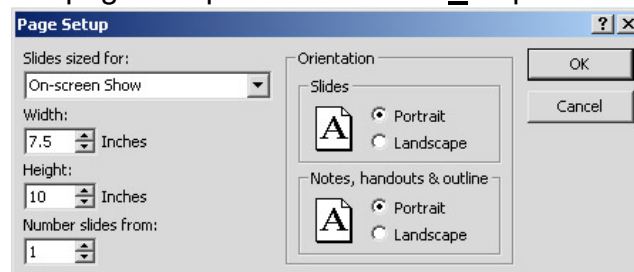 Page Setup
Slides sized for:
On-screen Show
Width:
7.5 Inches
Height:
10 Inches
Number slides from:
1
Orientation
Slides
A
Portrait
Landscape
Notes, handouts & outline
A
Portrait
Landscape
OK
Cancel